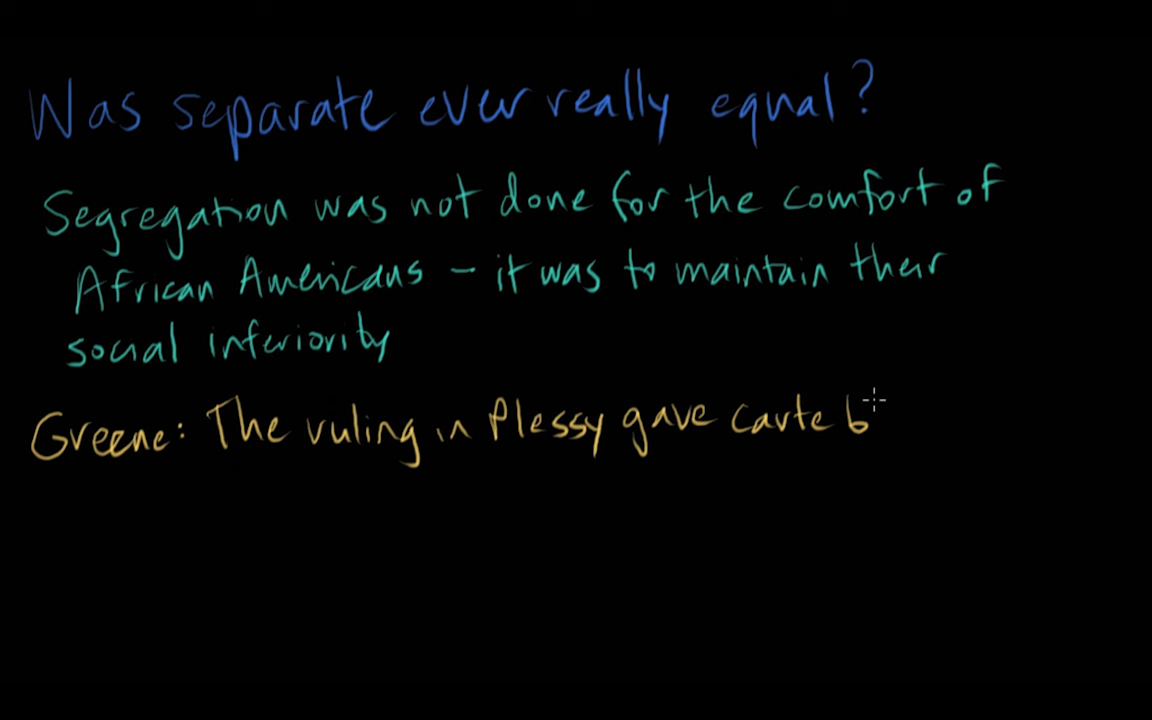 Was separate ever really equal?
Segregation was not done for the comfort of
African Americans - it was to maintain their
social inferiority
Greene: The ruling in Plessy gave carte b